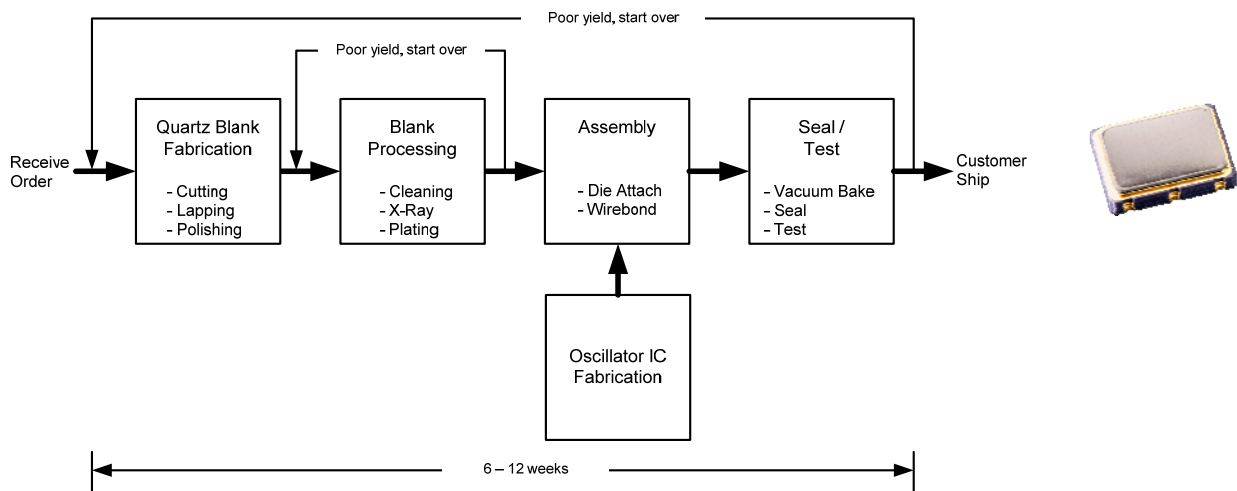 Poor yield, start over
Poor yield, start over
Receive
Order
Quartz Blank
Fabrication
- Cutting
- Lapping
- Polishing
Blank
Processing
- Cleaning
- X-Ray
- Plating
Assembly
- Die Attach
- Wirebond
Seal /
Test
- Vacuum Bake
- Seal
- Test
Customer
Ship
Oscillator IC
Fabrication
6 – 12 weeks